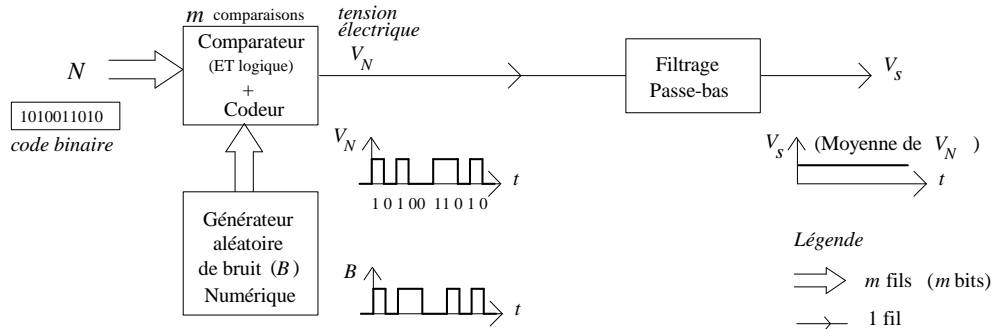 m comparaisons
tension
électrique
Comparateur
(ET logique)
+
Codeur
N
V_N
Filtrage
Passe-bas
V_s
1010011010
code binaire
V_N
t
1 0 1 00 11 0 1 0
V_s (Moyenne de V_N )
t
Générateur
aléatoire
de bruit (B)
Numérique
B
t
Légende
m fils (m bits)
1 fil